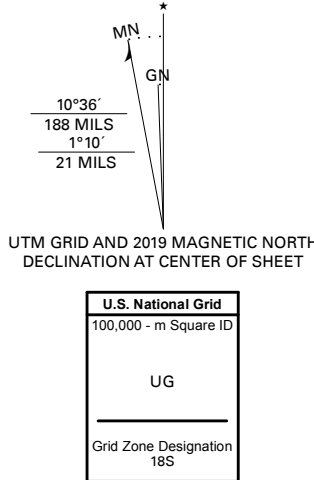 ★
MN
GN
10°36´
188 MILS
1°10´
21 MILS
UTM GRID AND 2019 MAGNETIC NORTH
DECLINATION AT CENTER OF SHEET
U.S. National Grid
100,000 - m Square ID
UG
Grid Zone Designation
18S